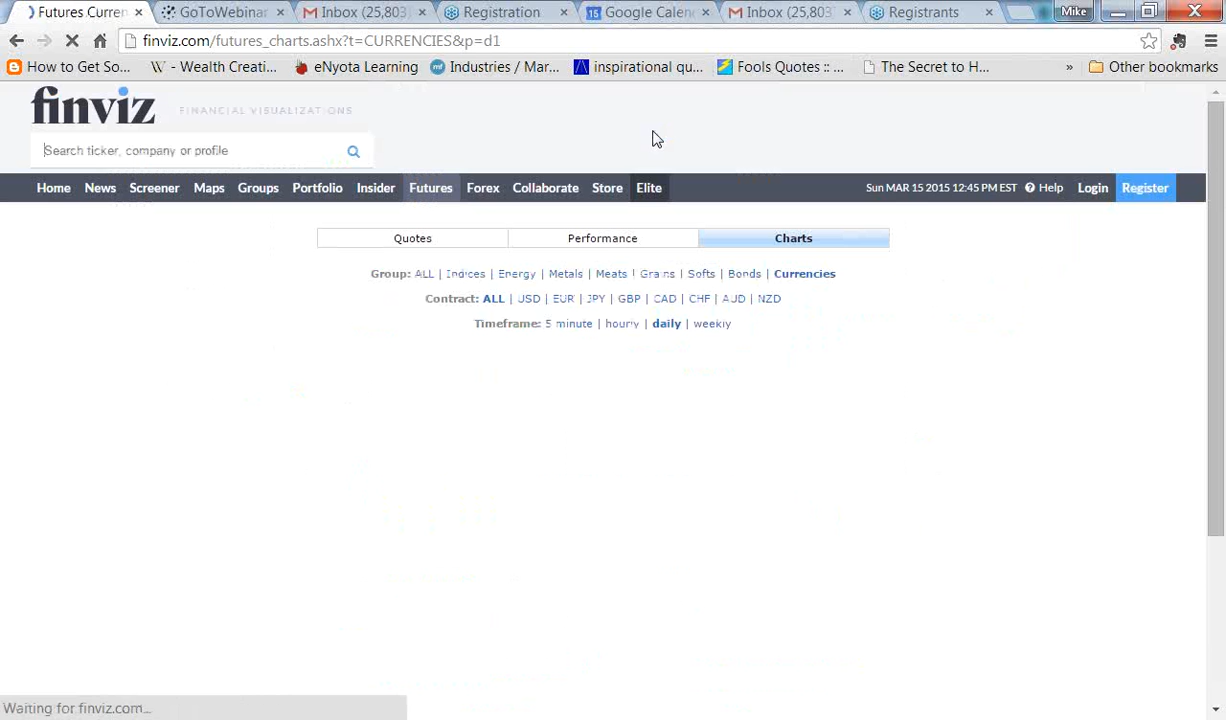 Futures Curren GoToWebinar Inbox (25,803) Registration Google Calen Inbox (25,803 Registrants Mike
finviz.com/futures_charts.ashx?t=CURRENCIES&p=d1
How to Get So... - Wealth Creati... eNyota Learning Industries / Mar... inspirational qu... Fools Quotes :: ... The Secret to H... » Other bookmarks
finviz FINANCIAL VISUALIZATIONS
Search ticker, company or profile
Home News Screener Maps Groups Portfolio Insider Futures Forex Collaborate Store Elite Sun MAR 15 2015 12:45 PM EST Help Login Register
Quotes Performance Charts
Group: ALL | Indices | Energy | Metals | Meats | Grains | Softs | Bonds | Currencies
Contract: ALL | USD | EUR | JPY | GBP | CAD | CHF | AUD | NZD
Timeframe: 5 minute | hourly | daily | weekly
Waiting for finviz.com...